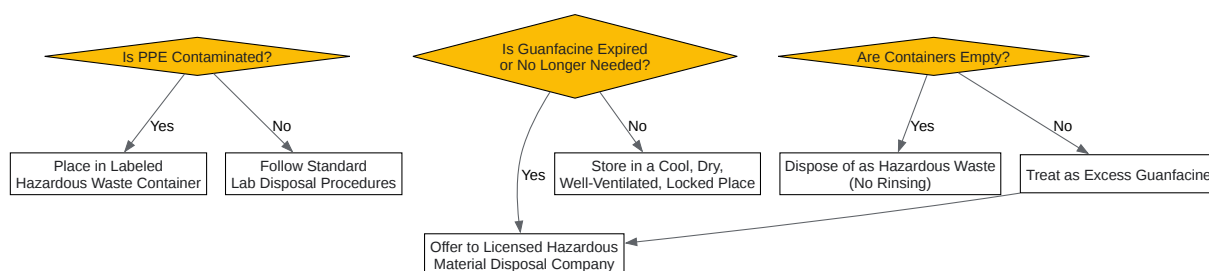 Is PPE Contaminated?
Is Guanfacine Expired
or No Longer Needed?
Are Containers Empty?
Yes
No
Yes
No
Yes
No
Place in Labeled
Hazardous Waste Container
Follow Standard
Lab Disposal Procedures
Store in a Cool, Dry,
Well-Ventilated, Locked Place
Dispose of as Hazardous Waste
(No Rinsing)
Treat as Excess Guanfacine
Offer to Licensed Hazardous
Material Disposal Company